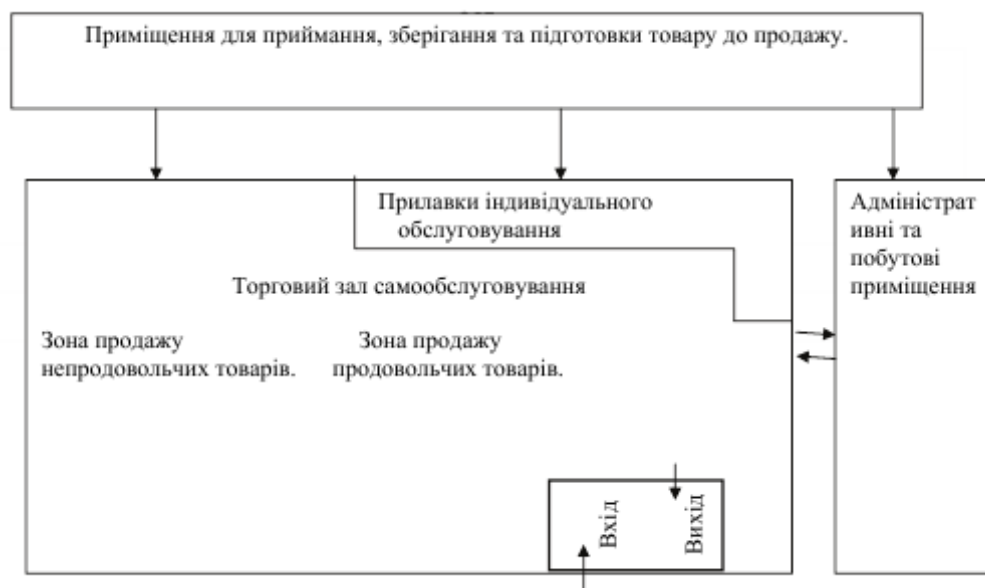 Приміщення для приймання, зберігання та підготовки товару до продажу.
Прилавки індивідуального
обслуговування
Адміністрат
ивні та
побутові
приміщення
Торговий зал самообслуговування
Зона продажу
непродовольчих товарів.
Зона продажу
продовольчих товарів.
Вхід
Вихід